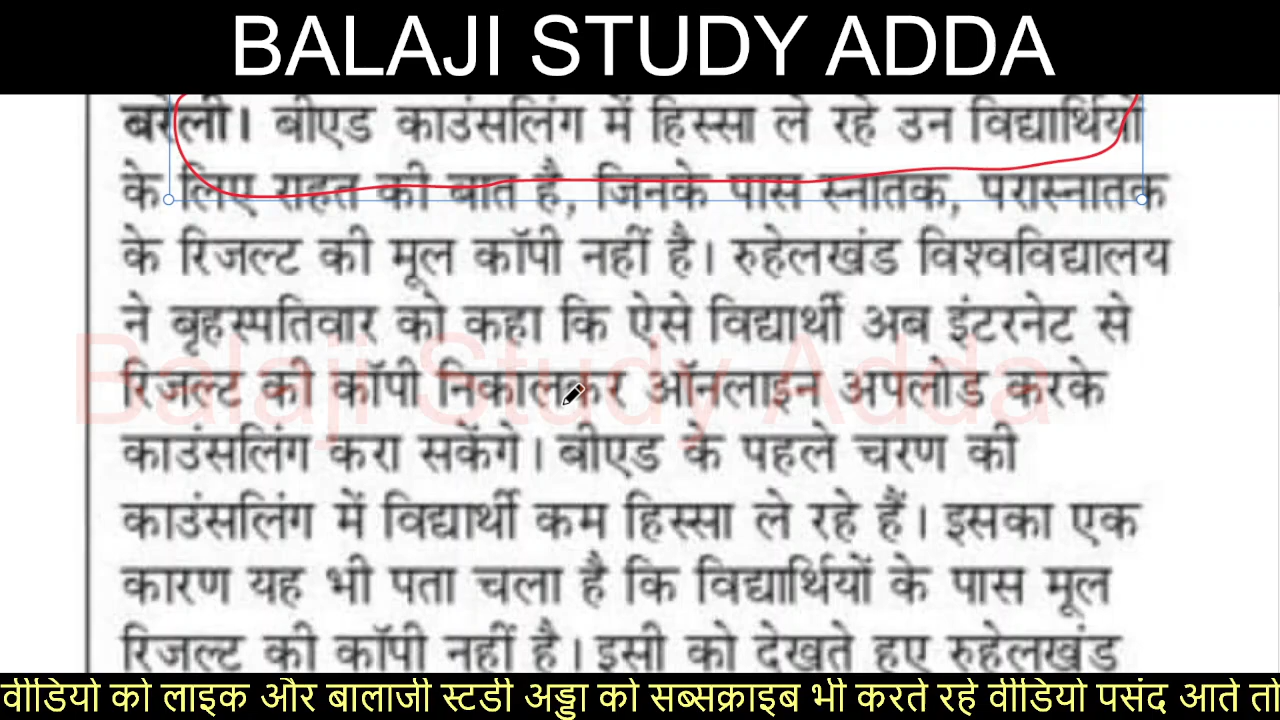 BALAJI STUDY ADDA
बरेली। बीएड काउंसलिंग में हिस्सा ले रहे उन विद्यार्थियों
के लिए राहत की बात है, जिनके पास स्नातक, परास्नातक
के रिजल्ट की मूल कॉपी नहीं है। रुहेलखंड विश्वविद्यालय
ने बृहस्पतिवार को कहा कि ऐसे विद्यार्थी अब इंटरनेट से
रिजल्ट की कॉपी निकालकर ऑनलाइन अपलोड करके
काउंसलिंग करा सकेंगे। बीएड के पहले चरण की
काउंसलिंग में विद्यार्थी कम हिस्सा ले रहे हैं। इसका एक
कारण यह भी पता चला है कि विद्यार्थियों के पास मूल
रिजल्ट की कॉपी नहीं है। इसी को देखते हुए रुहेलखंड
Balaji Study Adda
वीडियो को लाइक और बालाजी स्टडी अड्डा को सब्सक्राइब भी करते रहे वीडियो पसंद आते तो